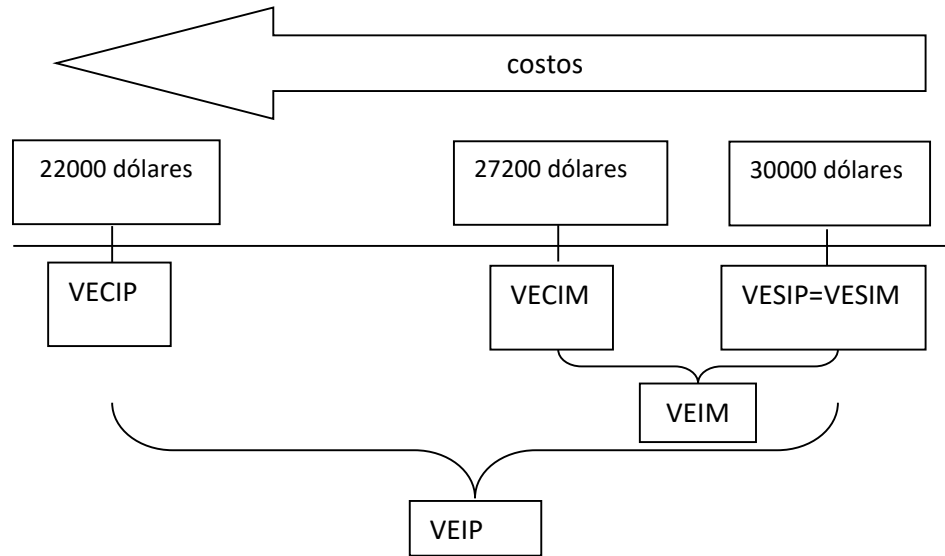 costos
22000 dólares
27200 dólares
30000 dólares
VECIP
VECIM
VESIP=VESIM
VEIM
VEIP